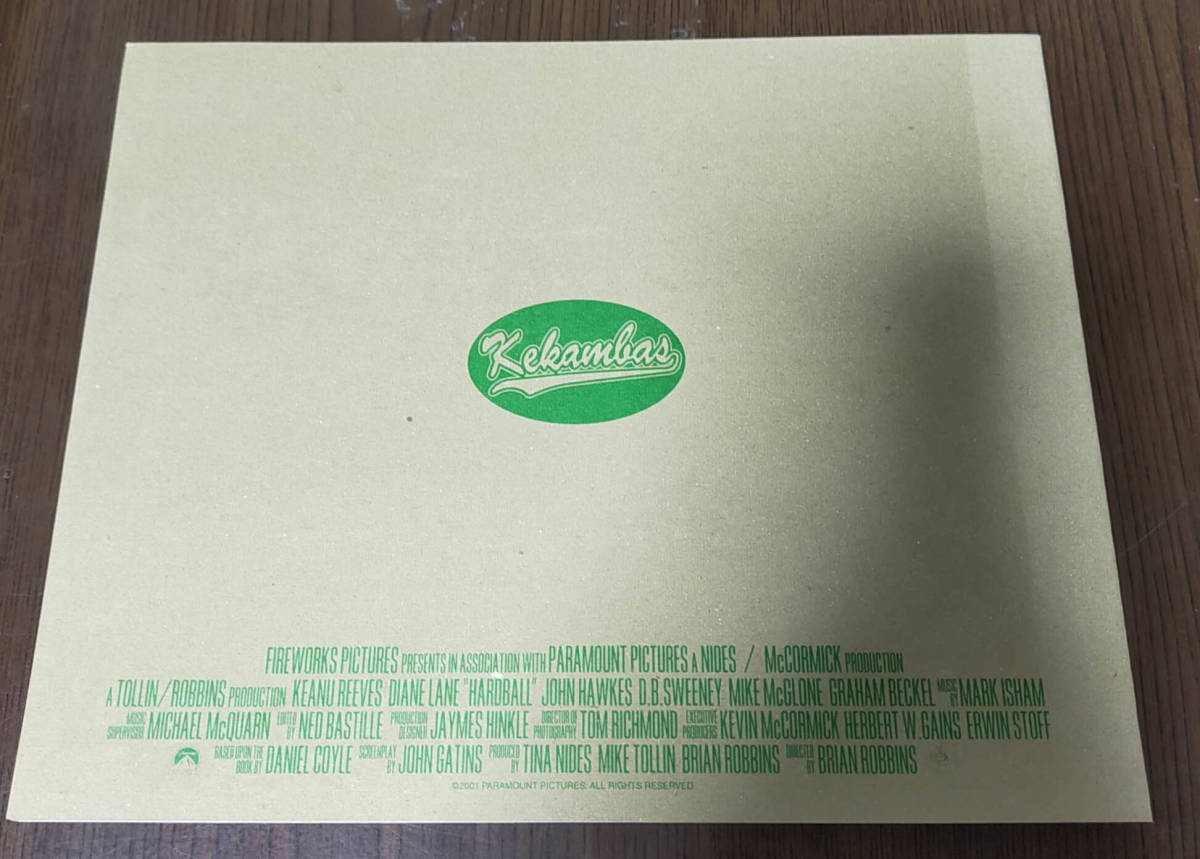 Kekambas
FIREWORKS PICTURES PRESENTS IN ASSOCIATION WITH PARAMOUNT PICTURES A NIDES / McCORMICK PRODUCTION
A TOLLIN/ROBBINS PRODUCTION KEANU REEVES DIANE LANE "HARDBALL" JOHN HAWKES D.B. SWEENEY MIKE McGLONE GRAHAM BECKEL MUSIC BY MARK ISHAM
MUSIC SUPERVISOR MICHAEL McQUARN EDITED BY NED BASTILLE PRODUCTION DESIGNER JAYMES HINKLE DIRECTOR OF PHOTOGRAPHY TOM RICHMOND EXECUTIVE PRODUCERS KEVIN McCORMICK HERBERT W. GAINS ERWIN STOFF
BASED UPON THE BOOK BY DANIEL COYLE SCREENPLAY BY JOHN GATINS PRODUCED BY TINA NIDES MIKE TOLLIN BRIAN ROBBINS DIRECTED BY BRIAN ROBBINS
©2001 PARAMOUNT PICTURES. ALL RIGHTS RESERVED.